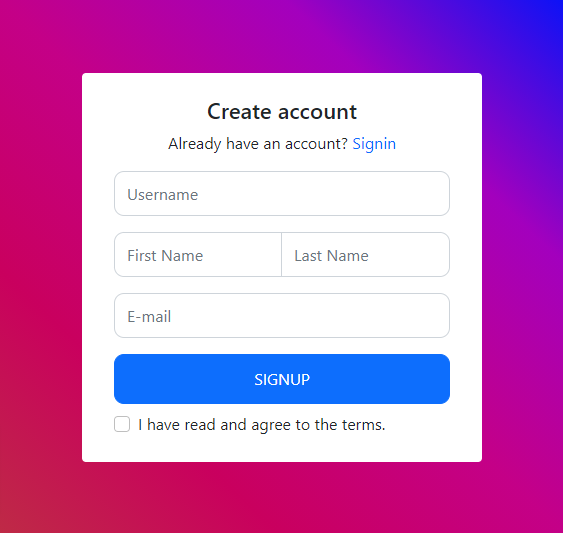 Create account
Already have an account? Signin
Username
First Name Last Name
E-mail
SIGNUP
I have read and agree to the terms.